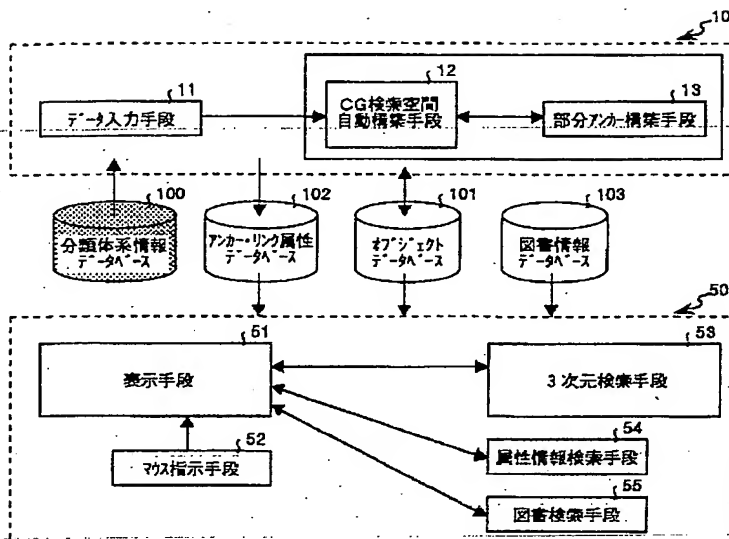 10
11
データ入力手段
12
CG検索空間
自動構築手段
13
部分アンカー構築手段
100
分類体系情報
データベース
102
アンカー・リンク属性
データベース
101
オブジェクト
データベース
103
図書情報
データベース
50
51
表示手段
53
3次元検索手段
52
マウス指示手段
54
属性情報検索手段
55
図書検索手段